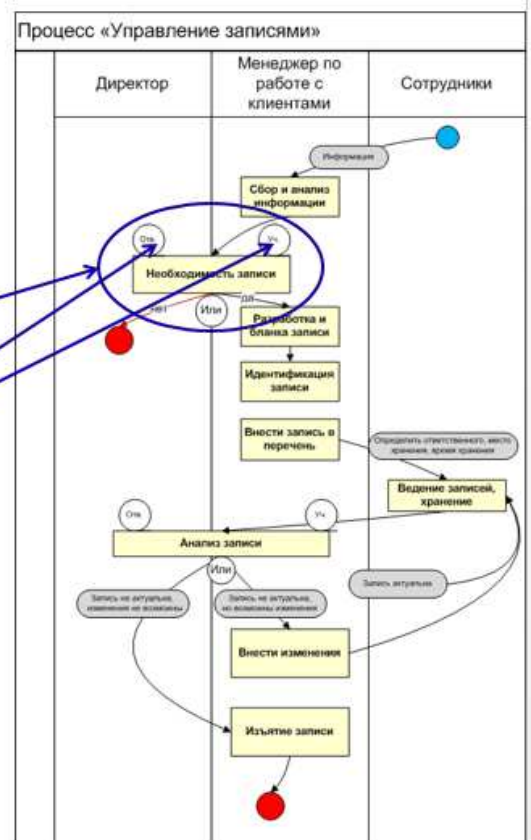 Процесс «Управление записями»
Директор
Менеджер по
работе с
клиентами
Сотрудники
Информация
Сбор и анализ
информации
Отв.
Уч.
Необходимость записи
нет
Или
да
Разработка и
бланка записи
Идентификация
записи
Внести запись в
перечень
Определить ответственного, место
хранения, время хранения
Ведение записей,
хранение
Отв.
Уч.
Анализ записи
Или
Запись не актуальна,
изменения не возможны
Запись не актуальна,
но возможны изменения
Запись актуальна
Внести изменения
Изъятие записи